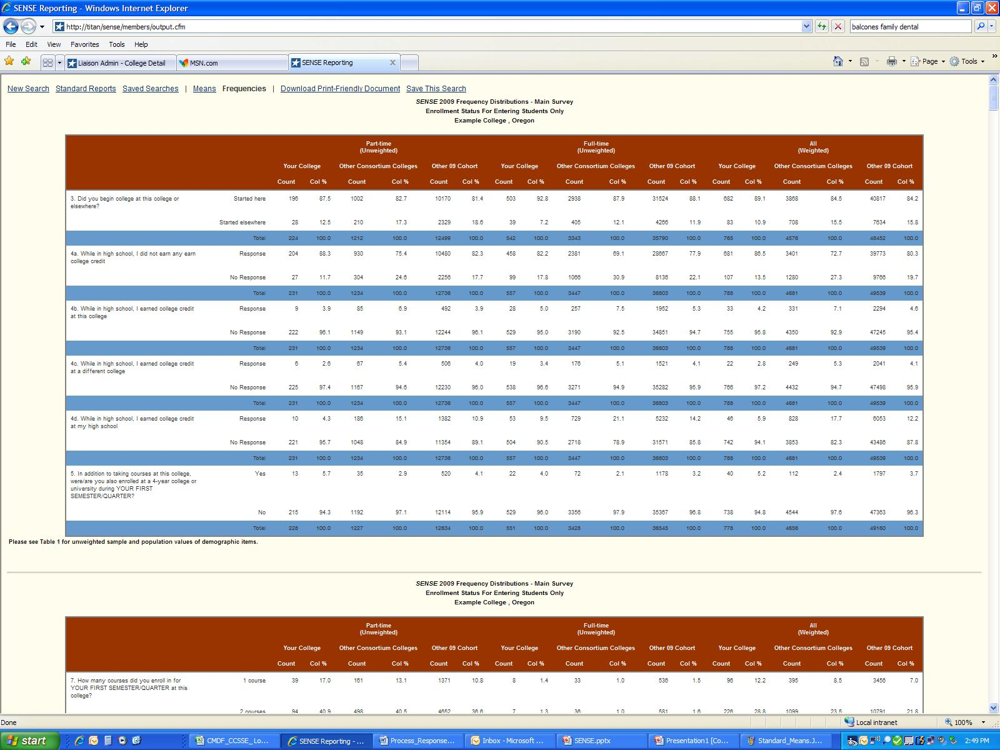 SENSE Reporting - Windows Internet Explorer
http://titan/sense/members/output.cfm
balcones family dental
File Edit View Favorites Tools Help
Liaison Admin - College Detail MSN.com SENSE Reporting X Page Tools
New Search Standard Reports Saved Searches | Means Frequencies | Download Print-Friendly Document Save This Search
SENSE 2009 Frequency Distributions - Main Survey
Enrollment Status For Entering Students Only
Example College , Oregon
Part-time Full-time All
(Unweighted) (Unweighted) (Weighted)
Your College Other Consortium Colleges Other 09 Cohort Your College Other Consortium Colleges Other 09 Cohort Your College Other Consortium Colleges Other 09 Cohort
Count Col % Count Col % Count Col % Count Col % Count Col % Count Col % Count Col % Count Col % Count Col %
3. Did you begin college at this college or Started here 196 87.5 1002 82.7 10170 81.4 503 92.8 2938 87.9 31524 88.1 682 89.1 3868 84.5 40817 84.2
elsewhere?
Started elsewhere 28 12.5 210 17.3 2329 18.6 39 7.2 405 12.1 4266 11.9 83 10.9 708 15.5 7634 15.8
Total 224 100.0 1212 100.0 12499 100.0 542 100.0 3343 100.0 35790 100.0 765 100.0 4576 100.0 48452 100.0
4a. While in high school, I did not earn any earn Response 204 88.3 930 75.4 10480 82.3 458 82.2 2381 69.1 28667 77.9 681 86.5 3401 72.7 39773 80.3
college credit
No Response 27 11.7 304 24.6 2256 17.7 99 17.8 1066 30.9 8136 22.1 107 13.5 1280 27.3 9766 19.7
Total 231 100.0 1234 100.0 12736 100.0 557 100.0 3447 100.0 36803 100.0 788 100.0 4681 100.0 49539 100.0
4b. While in high school, I earned college credit Response 9 3.9 85 6.9 492 3.9 28 5.0 257 7.5 1952 5.3 33 4.2 331 7.1 2294 4.6
at this college
No Response 222 96.1 1149 93.1 12244 96.1 529 95.0 3190 92.5 34851 94.7 755 95.8 4350 92.9 47245 95.4
Total 231 100.0 1234 100.0 12736 100.0 557 100.0 3447 100.0 36803 100.0 788 100.0 4681 100.0 49539 100.0
4c. While in high school, I earned college credit Response 6 2.6 67 5.4 506 4.0 19 3.4 176 5.1 1521 4.1 22 2.8 249 5.3 2041 4.1
at a different college
No Response 225 97.4 1167 94.6 12230 96.0 538 96.6 3271 94.9 35282 95.9 766 97.2 4432 94.7 47498 95.9
Total 231 100.0 1234 100.0 12736 100.0 557 100.0 3447 100.0 36803 100.0 788 100.0 4681 100.0 49539 100.0
4d. While in high school, I earned college credit Response 10 4.3 186 15.1 1382 10.9 53 9.5 729 21.1 5232 14.2 46 5.9 828 17.7 6053 12.2
at my high school
No Response 221 95.7 1048 84.9 11354 89.1 504 90.5 2718 78.9 31571 85.8 742 94.1 3853 82.3 43486 87.8
Total 231 100.0 1234 100.0 12736 100.0 557 100.0 3447 100.0 36803 100.0 788 100.0 4681 100.0 49539 100.0
5. In addition to taking courses at this college, Yes 13 5.7 35 2.9 520 4.1 22 4.0 72 2.1 1178 3.2 40 5.2 112 2.4 1797 3.7
were/are you also enrolled at a 4-year college or
university during YOUR FIRST
SEMESTER/QUARTER?
No 215 94.3 1192 97.1 12114 95.9 529 96.0 3356 97.9 35367 96.8 738 94.8 4544 97.6 47363 96.3
Total 228 100.0 1227 100.0 12634 100.0 551 100.0 3428 100.0 36545 100.0 778 100.0 4656 100.0 49160 100.0
Please see Table 1 for unweighted sample and population values of demographic items.
SENSE 2009 Frequency Distributions - Main Survey
Enrollment Status For Entering Students Only
Example College , Oregon
Part-time Full-time All
(Unweighted) (Unweighted) (Weighted)
Your College Other Consortium Colleges Other 09 Cohort Your College Other Consortium Colleges Other 09 Cohort Your College Other Consortium Colleges Other 09 Cohort
Count Col % Count Col % Count Col % Count Col % Count Col % Count Col % Count Col % Count Col % Count Col %
7. How many courses did you enroll in for 1 course 39 17.0 161 13.1 1371 10.8 8 1.4 33 1.0 536 1.5 96 12.2 395 8.5 3456 7.0
YOUR FIRST SEMESTER/QUARTER at this
college?
2 courses 94 40.9 498 40.5 4652 36.6 7 1.3 36 1.0 581 1.6 226 28.8 1099 23.5 10791 21.8
Done Local intranet 100%
start CMDF_CCSSE_ Lo... SENSE Reporting - ... Process_Response... Inbox - Microsoft ... SENSE.pptx Presentation1 [Co... Standard_Means.J... 2:49 PM